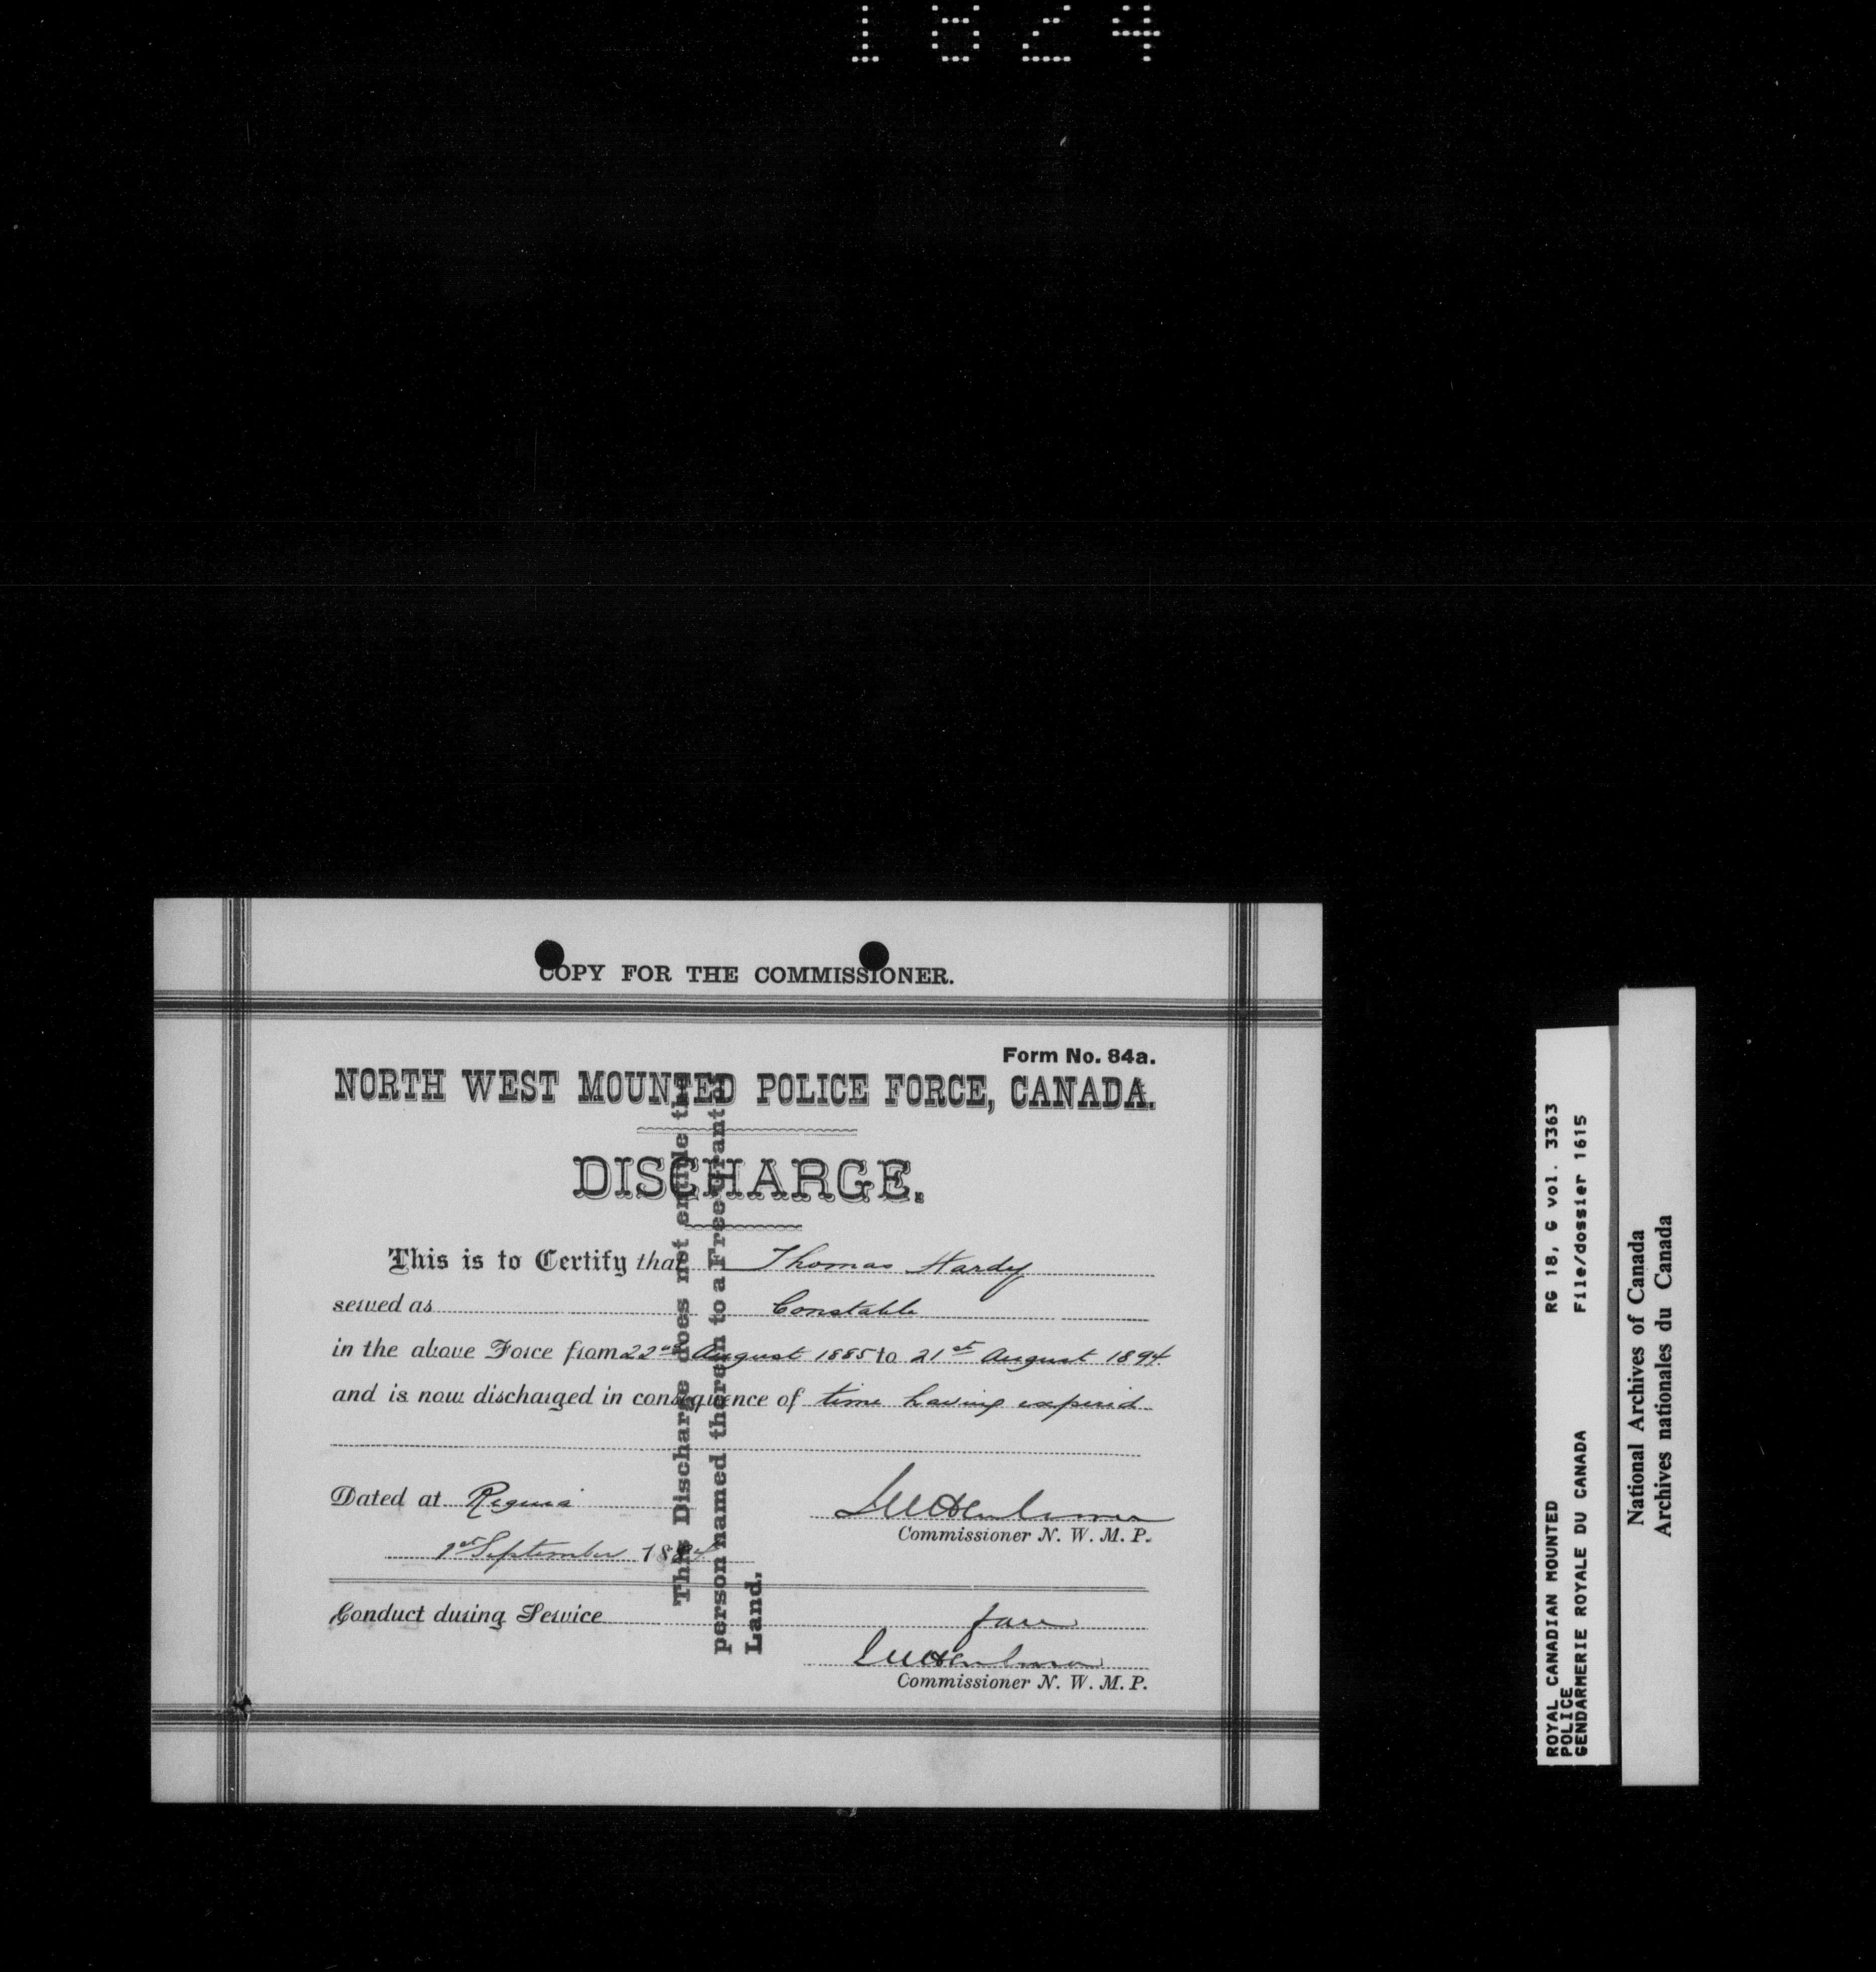 1624
COPY FOR THE COMMISSIONER.
Form No. 84a.
NORTH WEST MOUNTED POLICE FORCE, CANADA.
DISCHARGE.
This is to Certify that Thomas Hardy
served as Constable
in the above Force from 22nd August 1885 to 21st August 1894
and is now discharged in consequence of time having expired
Dated at Regina
Commissioner N. W. M. P.
1st September 1894
Conduct during Service fair
Commissioner N. W. M. P.
This Discharge does not entitle the
person named therein to a Free Grant of
Land.
ROYAL CANADIAN MOUNTED RG 18, G vol. 3363
POLICE
GENDARMERIE ROYALE DU CANADA File/dossier 1615
National Archives of Canada
Archives nationales du Canada